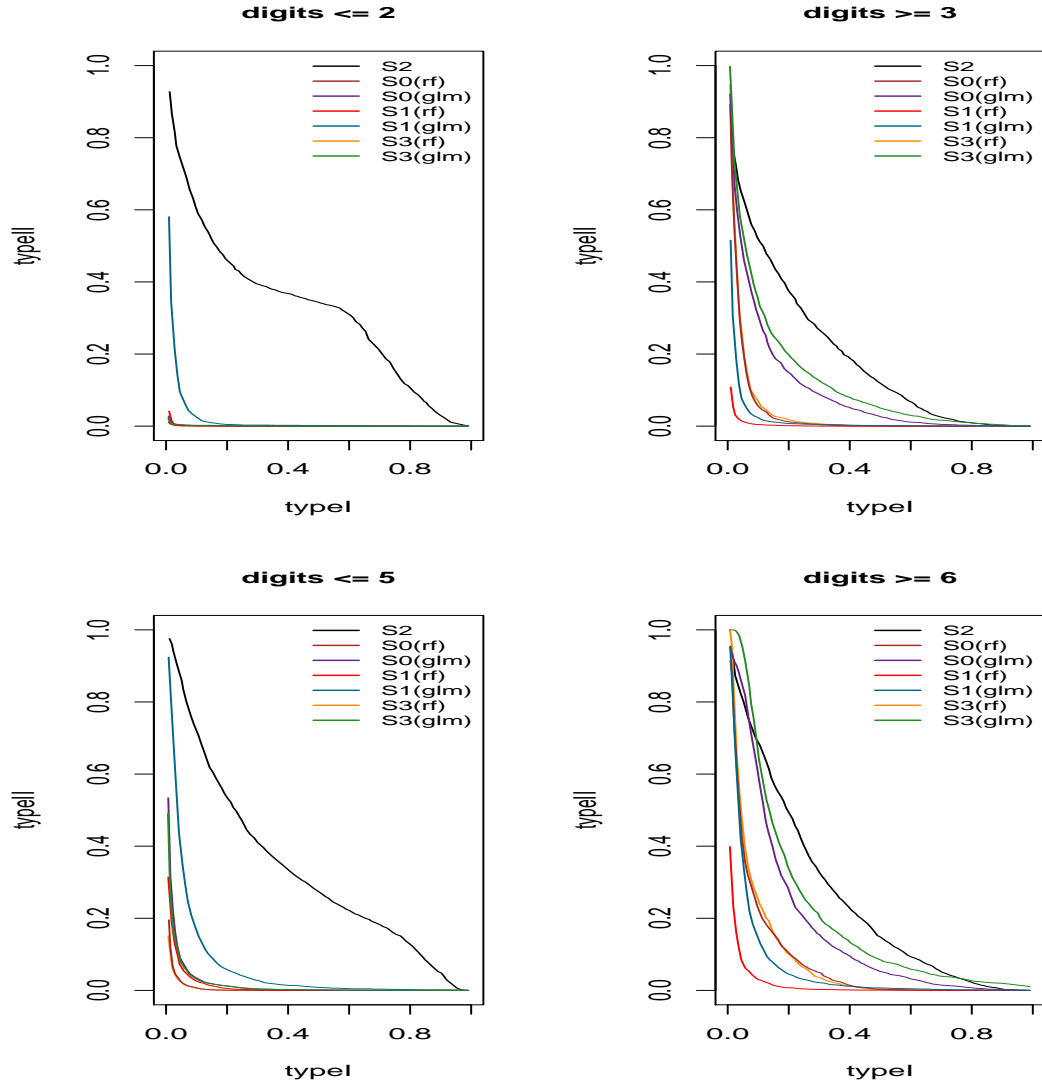 digits <= 2
typeII
0.0 0.2 0.4 0.6 0.8 1.0
S2
S0(rf)
S0(glm)
S1(rf)
S1(glm)
S3(rf)
S3(glm)
0.0 0.4 0.8
typeI
digits >= 3
typeII
0.0 0.2 0.4 0.6 0.8 1.0
S2
S0(rf)
S0(glm)
S1(rf)
S1(glm)
S3(rf)
S3(glm)
0.0 0.4 0.8
typeI
digits <= 5
typeII
0.0 0.2 0.4 0.6 0.8 1.0
S2
S0(rf)
S0(glm)
S1(rf)
S1(glm)
S3(rf)
S3(glm)
0.0 0.4 0.8
typeI
digits >= 6
typeII
0.0 0.2 0.4 0.6 0.8 1.0
S2
S0(rf)
S0(glm)
S1(rf)
S1(glm)
S3(rf)
S3(glm)
0.0 0.4 0.8
typeI